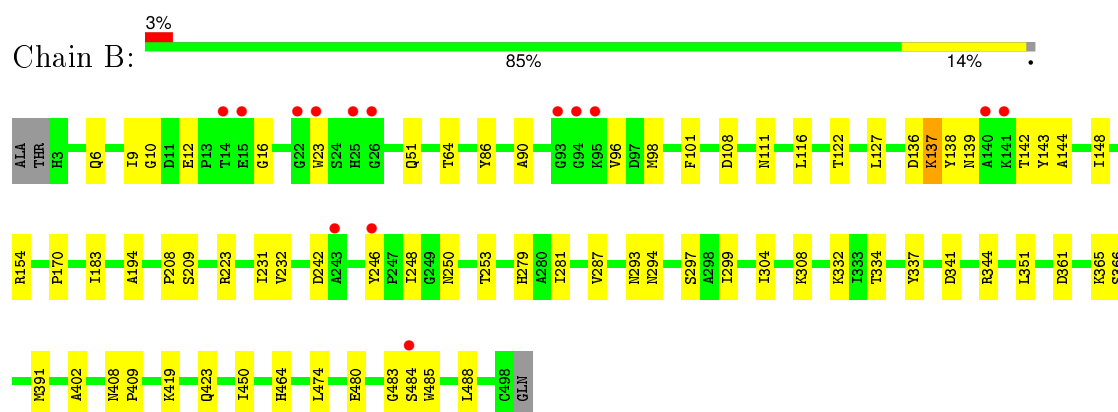 3%
Chain B:
85%
14%
•
ALA THR H3 Q6 I9 G10 D11 E12 P13 T14 E15 G16 G22 W23 S24 H25 G26 Q51 T64 Y86 A90 G93 G94 K95 V96 D97 M98 F101 D108 N111 L116 T122 L127 D136 K137 Y138 N139 A140 K141 T142 Y143 A144 I148
R154 P170 I183 A194 P208 S209 R223 I231 V232 D242 A243 Y246 P247 I248 G249 N250 T253 H279 A280 I281 V287 N293 N294 S297 A298 I299 I304 K308 K332 I333 T334 Y337 D341 R344 L351 D361 K365 S366
M391 A402 N408 P409 K419 Q423 I450 H464 L474 E480 G483 S484 W485 L488 C498 GLN